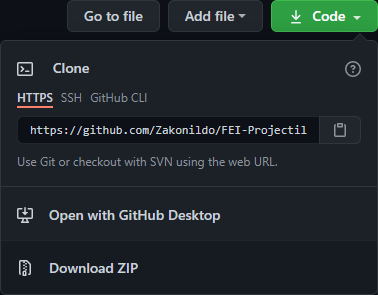 Go to file Add file Code
Clone
HTTPS SSH GitHub CLI
https://github.com/Zakonildo/FEI-Projectil
Use Git or checkout with SVN using the web URL.
Open with GitHub Desktop
Download ZIP